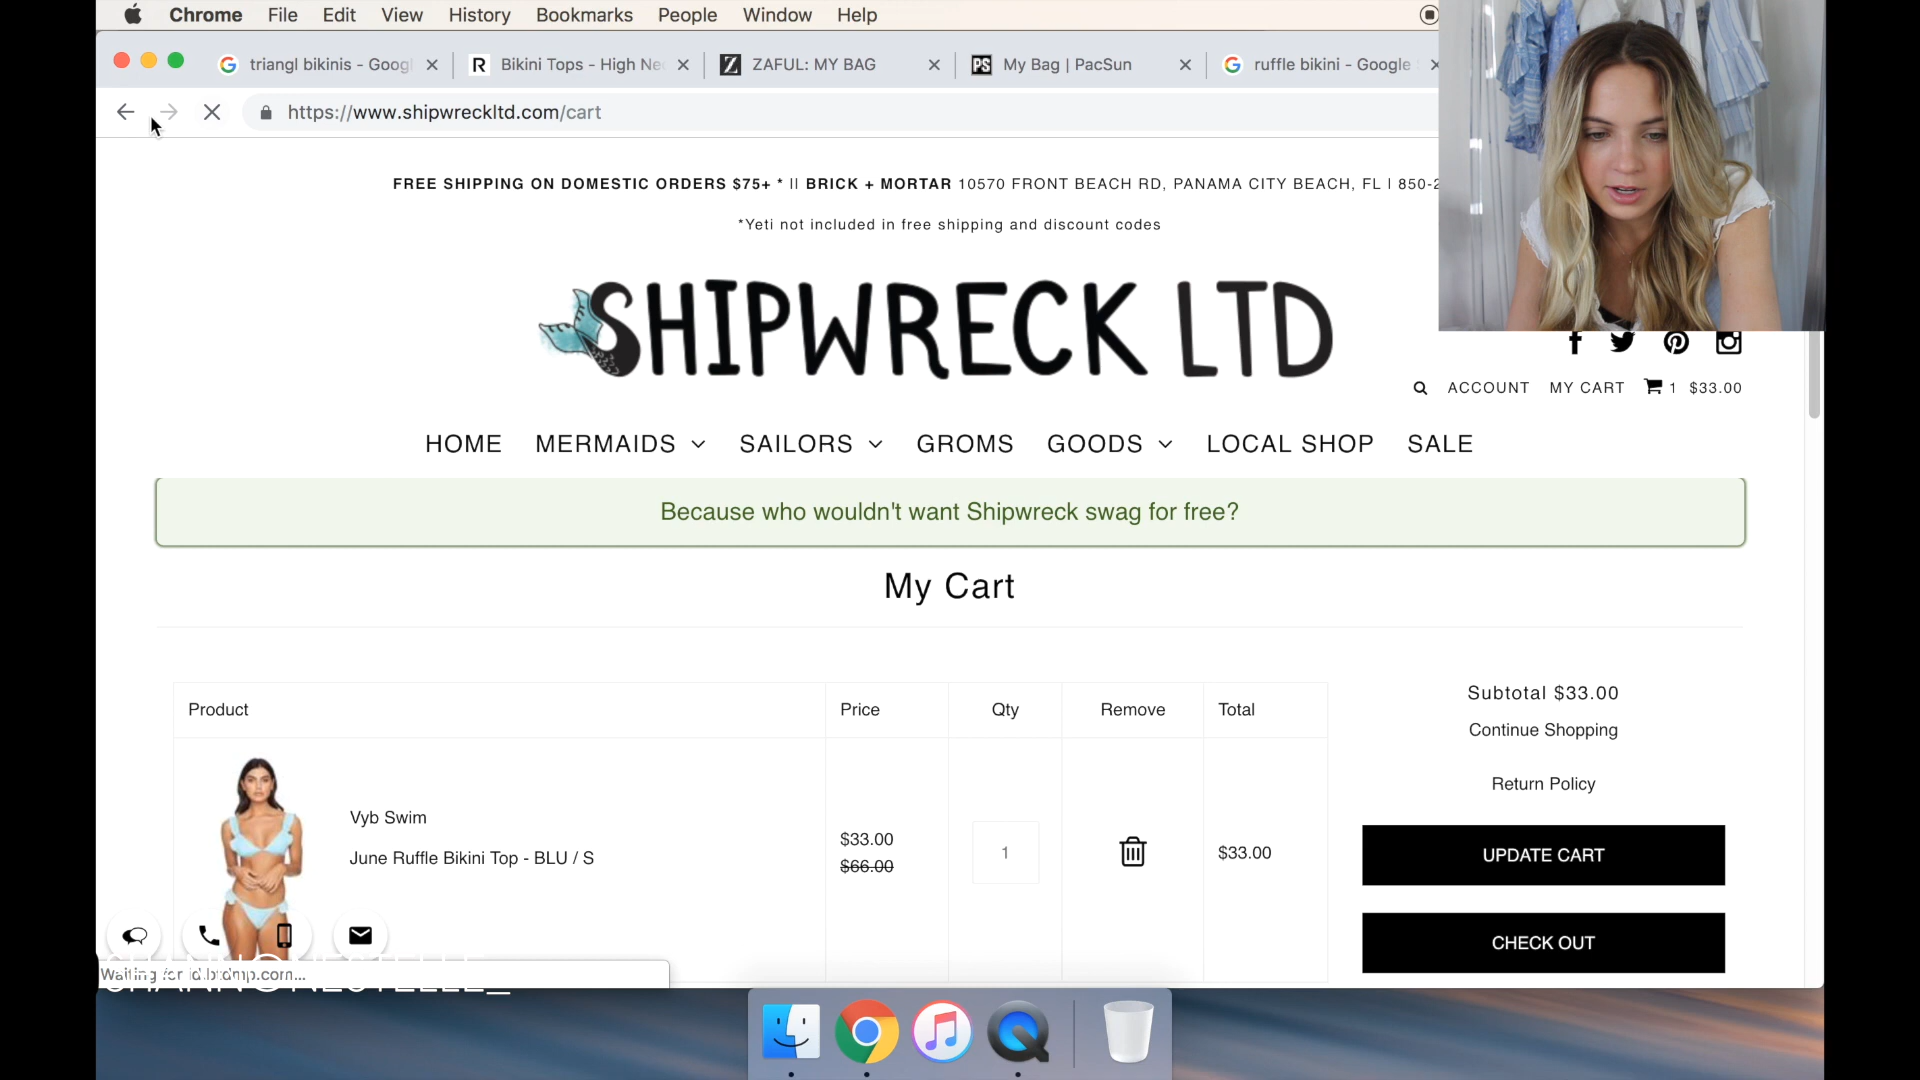 Chrome File Edit View History Bookmarks People Window Help
triangl bikinis - Googl
Bikini Tops - High Ne
ZAFUL: MY BAG
My Bag | PacSun
ruffle bikini - Google
https://www.shipwreckltd.com/cart
FREE SHIPPING ON DOMESTIC ORDERS $75+ * || BRICK + MORTAR 10570 FRONT BEACH RD, PANAMA CITY BEACH, FL | 850-2
*Yeti not included in free shipping and discount codes
SHIPWRECK LTD
ACCOUNT MY CART 1 $33.00
HOME MERMAIDS SAILORS GROMS GOODS LOCAL SHOP SALE
Because who wouldn't want Shipwreck swag for free?
My Cart
Product Price Qty Remove Total
Vyb Swim
June Ruffle Bikini Top - BLU / S
$33.00
$66.00
1
$33.00
Subtotal $33.00
Continue Shopping
Return Policy
UPDATE CART
CHECK OUT
Waiting for